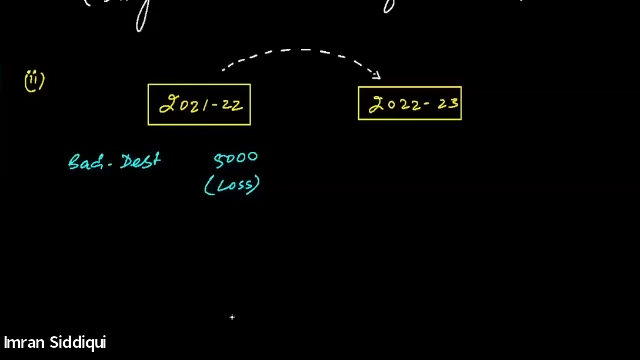 (ii)
2021-22 2022-23
Bad-Debt 5000
(Loss)
Imran Siddiqui